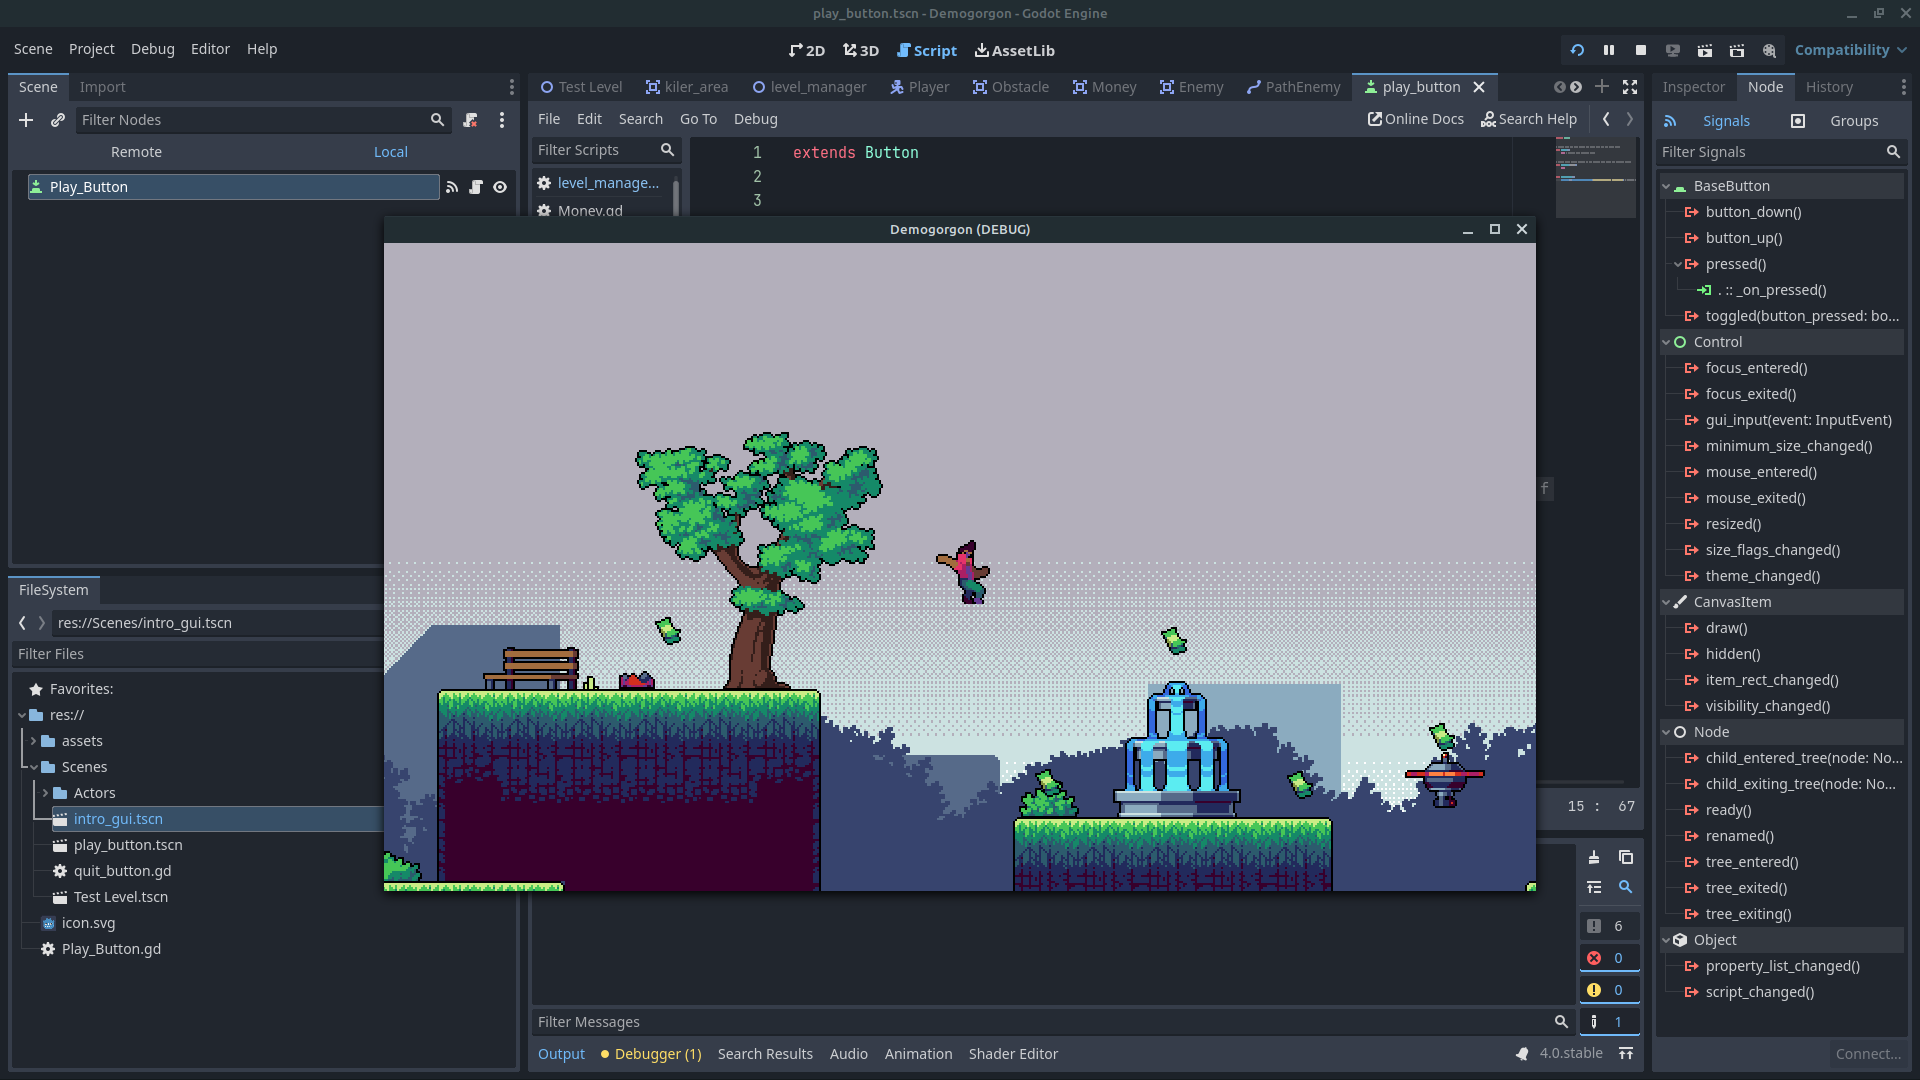 play_button.tscn - Demogorgon - Godot Engine
Scene Project Debug Editor Help
2D 3D Script AssetLib
Compatibility
Scene Import
Filter Nodes
Remote Local
Play_Button
Test Level kiler_area level_manager Player Obstacle Money Enemy PathEnemy play_button
File Edit Search Go To Debug
Online Docs Search Help
Filter Scripts
level_manage...
Money.gd
1 extends Button
2
3
Demogorgon (DEBUG)
f
15 : 67
FileSystem
res://Scenes/intro_gui.tscn
Filter Files
Favorites:
res://
assets
Scenes
Actors
intro_gui.tscn
play_button.tscn
quit_button.gd
Test Level.tscn
icon.svg
Play_Button.gd
6
0
0
1
Filter Messages
Output Debugger (1) Search Results Audio Animation Shader Editor
4.0.stable
Inspector Node History
Signals Groups
Filter Signals
BaseButton
button_down()
button_up()
pressed()
. :: _on_pressed()
toggled(button_pressed: bo...
Control
focus_entered()
focus_exited()
gui_input(event: InputEvent)
minimum_size_changed()
mouse_entered()
mouse_exited()
resized()
size_flags_changed()
theme_changed()
CanvasItem
draw()
hidden()
item_rect_changed()
visibility_changed()
Node
child_entered_tree(node: No...
child_exiting_tree(node: No...
ready()
renamed()
tree_entered()
tree_exited()
tree_exiting()
Object
property_list_changed()
script_changed()
Connect...